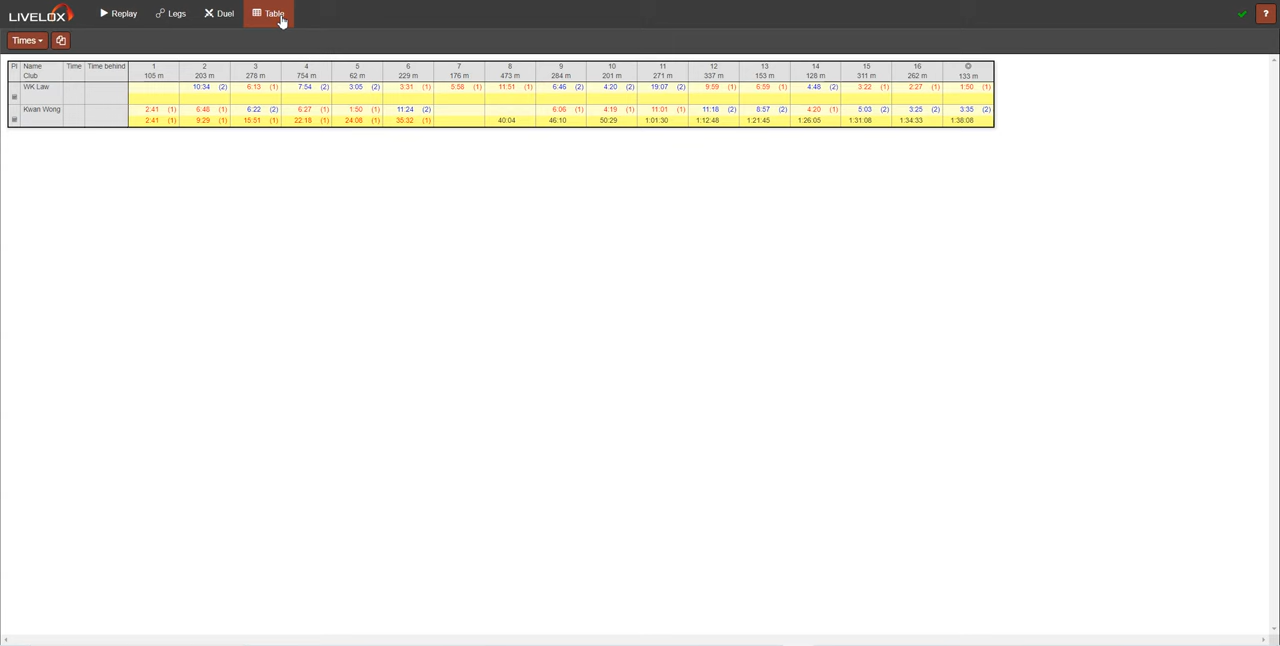 LIVELOX Replay Legs Duel Table ?
Times
Pl Name Time Time behind 1 2 3 4 5 6 7 8 9 10 11 12 13 14 15 16
Club 105 m 203 m 278 m 754 m 62 m 229 m 176 m 473 m 284 m 201 m 271 m 337 m 153 m 128 m 311 m 262 m 133 m
WK Law 10:34 (2) 6:13 (1) 7:54 (2) 3:05 (2) 3:31 (1) 5:58 (1) 11:51 (1) 6:46 (2) 4:20 (2) 19:07 (2) 9:59 (1) 6:59 (1) 4:48 (2) 3:22 (1) 2:27 (1) 1:50 (1)
Kwan Wong 2:41 (1) 6:48 (1) 6:22 (2) 6:27 (1) 1:50 (1) 11:24 (2) 6:06 (1) 4:19 (1) 11:01 (1) 11:18 (2) 8:57 (2) 4:20 (1) 5:03 (2) 3:25 (2) 3:35 (2)
2:41 (1) 9:29 (1) 15:51 (1) 22:18 (1) 24:08 (1) 35:32 (1) 40:04 46:10 50:29 1:01:30 1:12:48 1:21:45 1:26:05 1:31:08 1:34:33 1:38:08